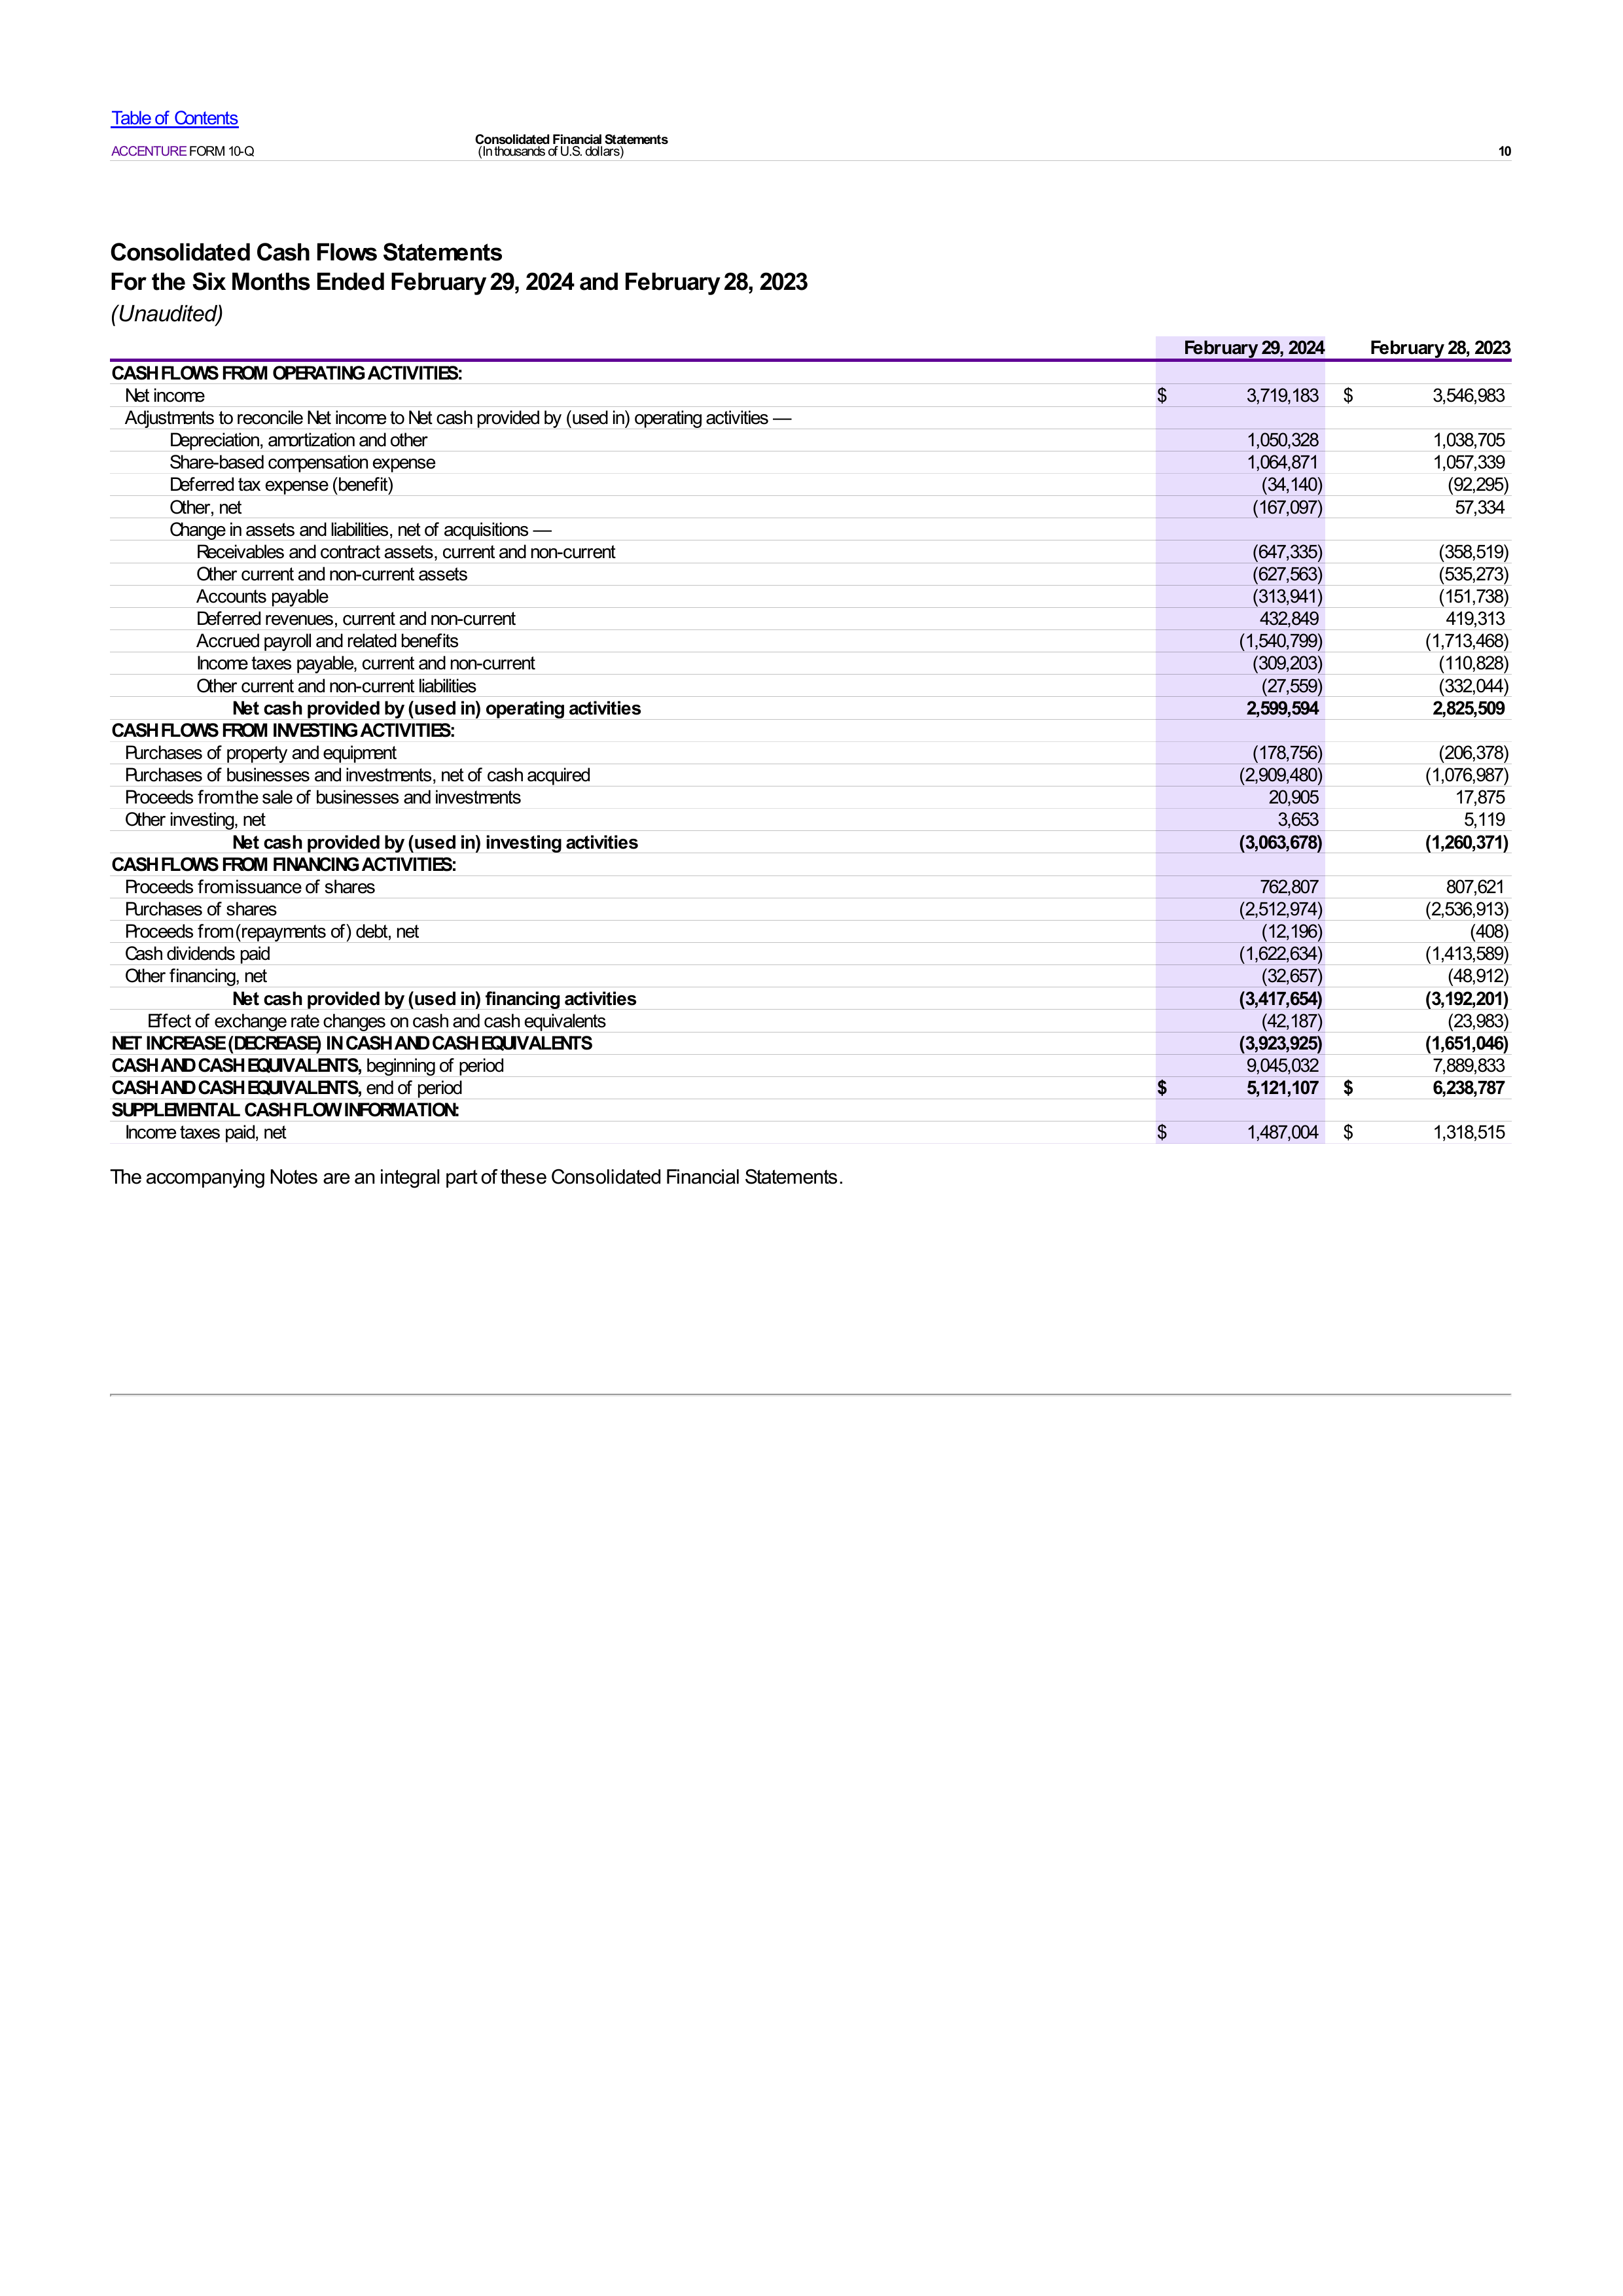 Table of Contents
Consolidated Financial Statements
ACCENTURE FORM 10-Q (In thousands of U.S. dollars) 10
Consolidated Cash Flows Statements
For the Six Months Ended February 29, 2024 and February 28, 2023
(Unaudited)
February 29, 2024 February 28, 2023
CASH FLOWS FROM OPERATING ACTIVITIES:
Net income $ 3,719,183 $ 3,546,983
Adjustments to reconcile Net income to Net cash provided by (used in) operating activities —
Depreciation, amortization and other 1,050,328 1,038,705
Share-based compensation expense 1,064,871 1,057,339
Deferred tax expense (benefit) (34,140) (92,295)
Other, net (167,097) 57,334
Change in assets and liabilities, net of acquisitions —
Receivables and contract assets, current and non-current (647,335) (358,519)
Other current and non-current assets (627,563) (535,273)
Accounts payable (313,941) (151,738)
Deferred revenues, current and non-current 432,849 419,313
Accrued payroll and related benefits (1,540,799) (1,713,468)
Income taxes payable, current and non-current (309,203) (110,828)
Other current and non-current liabilities (27,559) (332,044)
Net cash provided by (used in) operating activities 2,599,594 2,825,509
CASH FLOWS FROM INVESTING ACTIVITIES:
Purchases of property and equipment (178,756) (206,378)
Purchases of businesses and investments, net of cash acquired (2,909,480) (1,076,987)
Proceeds from the sale of businesses and investments 20,905 17,875
Other investing, net 3,653 5,119
Net cash provided by (used in) investing activities (3,063,678) (1,260,371)
CASH FLOWS FROM FINANCING ACTIVITIES:
Proceeds from issuance of shares 762,807 807,621
Purchases of shares (2,512,974) (2,536,913)
Proceeds from (repayments of) debt, net (12,196) (408)
Cash dividends paid (1,622,634) (1,413,589)
Other financing, net (32,657) (48,912)
Net cash provided by (used in) financing activities (3,417,654) (3,192,201)
Effect of exchange rate changes on cash and cash equivalents (42,187) (23,983)
NET INCREASE (DECREASE) IN CASH AND CASH EQUIVALENTS (3,923,925) (1,651,046)
CASH AND CASH EQUIVALENTS, beginning of period 9,045,032 7,889,833
CASH AND CASH EQUIVALENTS, end of period $ 5,121,107 $ 6,238,787
SUPPLEMENTAL CASH FLOW INFORMATION:
Income taxes paid, net $ 1,487,004 $ 1,318,515
The accompanying Notes are an integral part of these Consolidated Financial Statements.